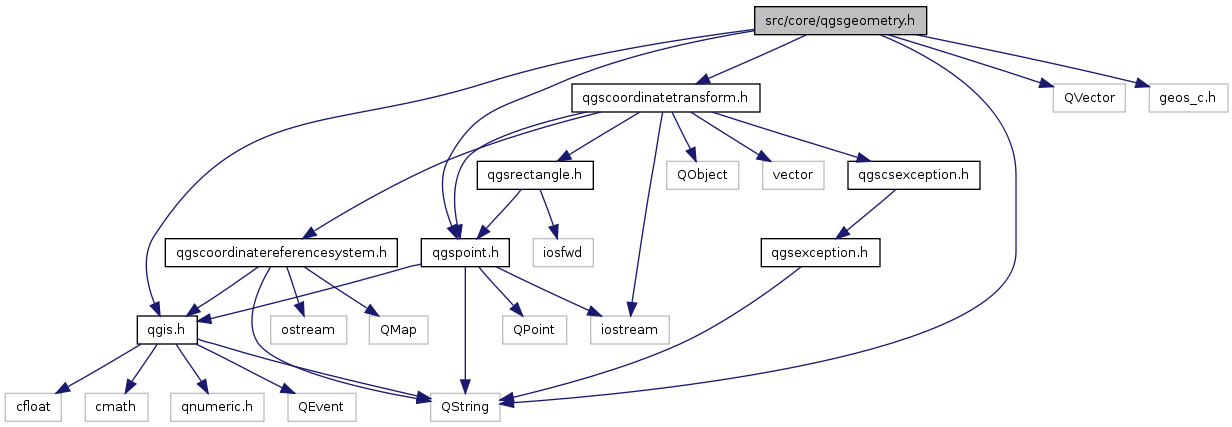 src/core/qgsgeometry.h
qgscoordinatetransform.h
QVector
geos_c.h
qgsrectangle.h
QObject
vector
qgscsexception.h
qgscoordinatereferencesystem.h
qgspoint.h
iosfwd
qgsexception.h
qgis.h
ostream
QMap
QPoint
iostream
cfloat
cmath
qnumeric.h
QEvent
QString